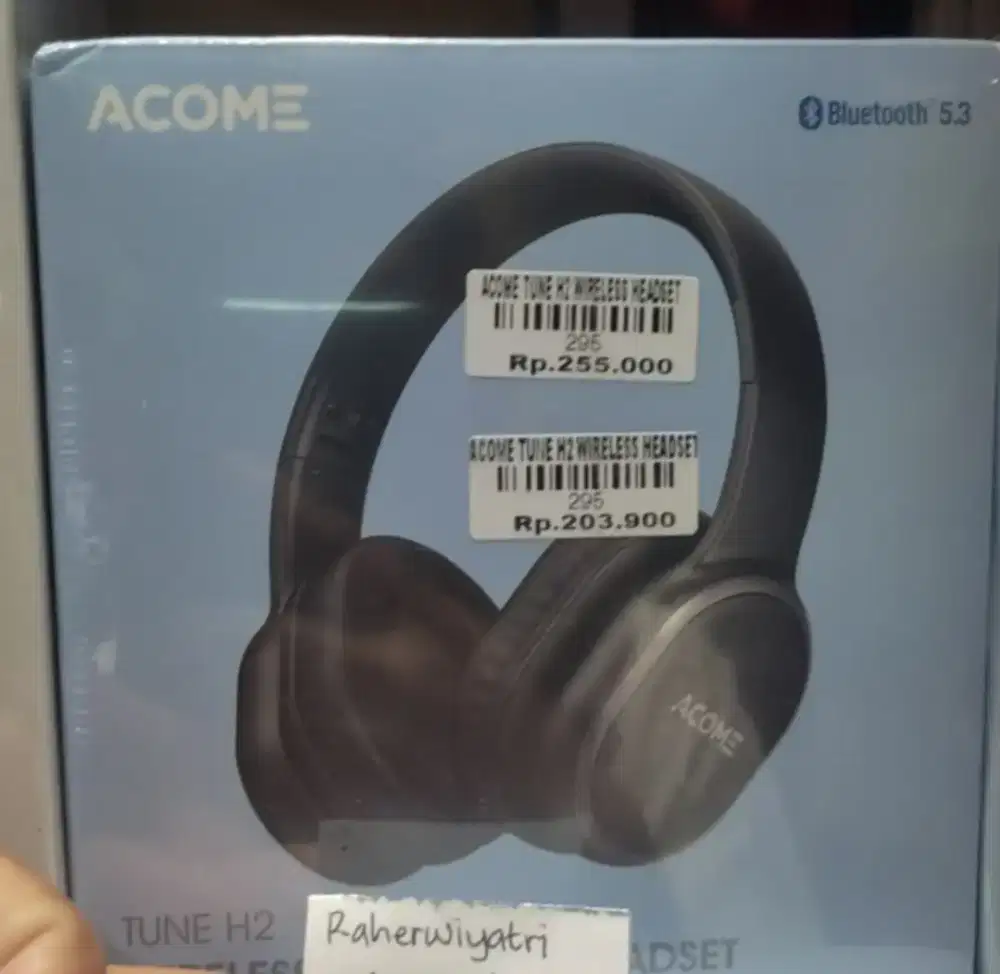 ACOME
Bluetooth 5.3
ACOME TUNE H2 WIRELESS HEADSET
295
Rp.255.000
ACOME TUNE H2 WIRELESS HEADSET
295
Rp.203.900
ACOME
TUNE H2
Raherwiyatri